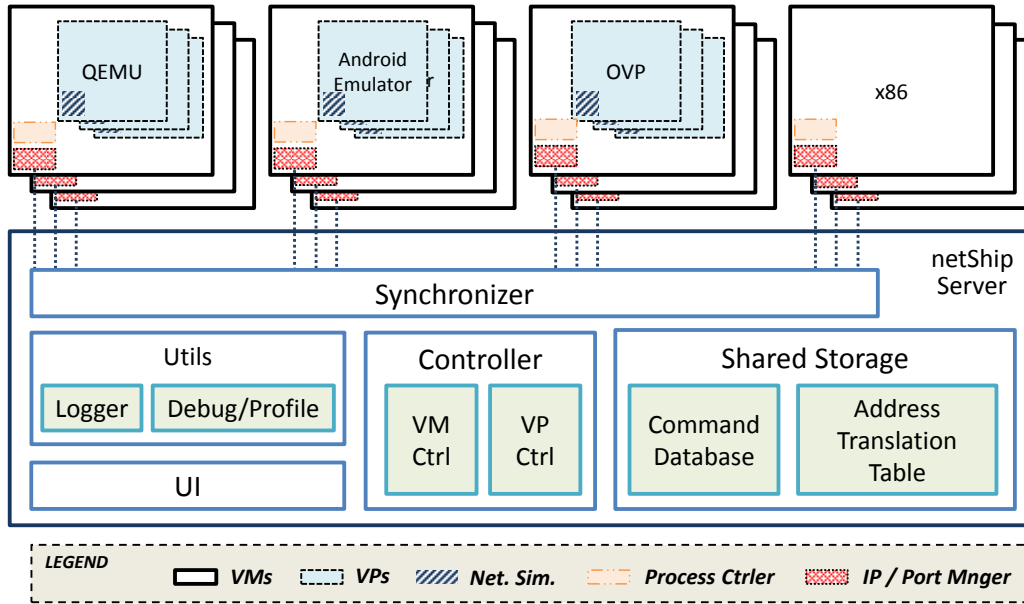 QEMU
Android
Emulator
r
OVP
x86
netShip
Server
Synchronizer
Utils
Logger
Debug/Profile
UI
Controller
VM
Ctrl
VP
Ctrl
Shared Storage
Command
Database
Address
Translation
Table
LEGEND
VMs
VPs
Net. Sim.
Process Ctrler
IP / Port Mnger